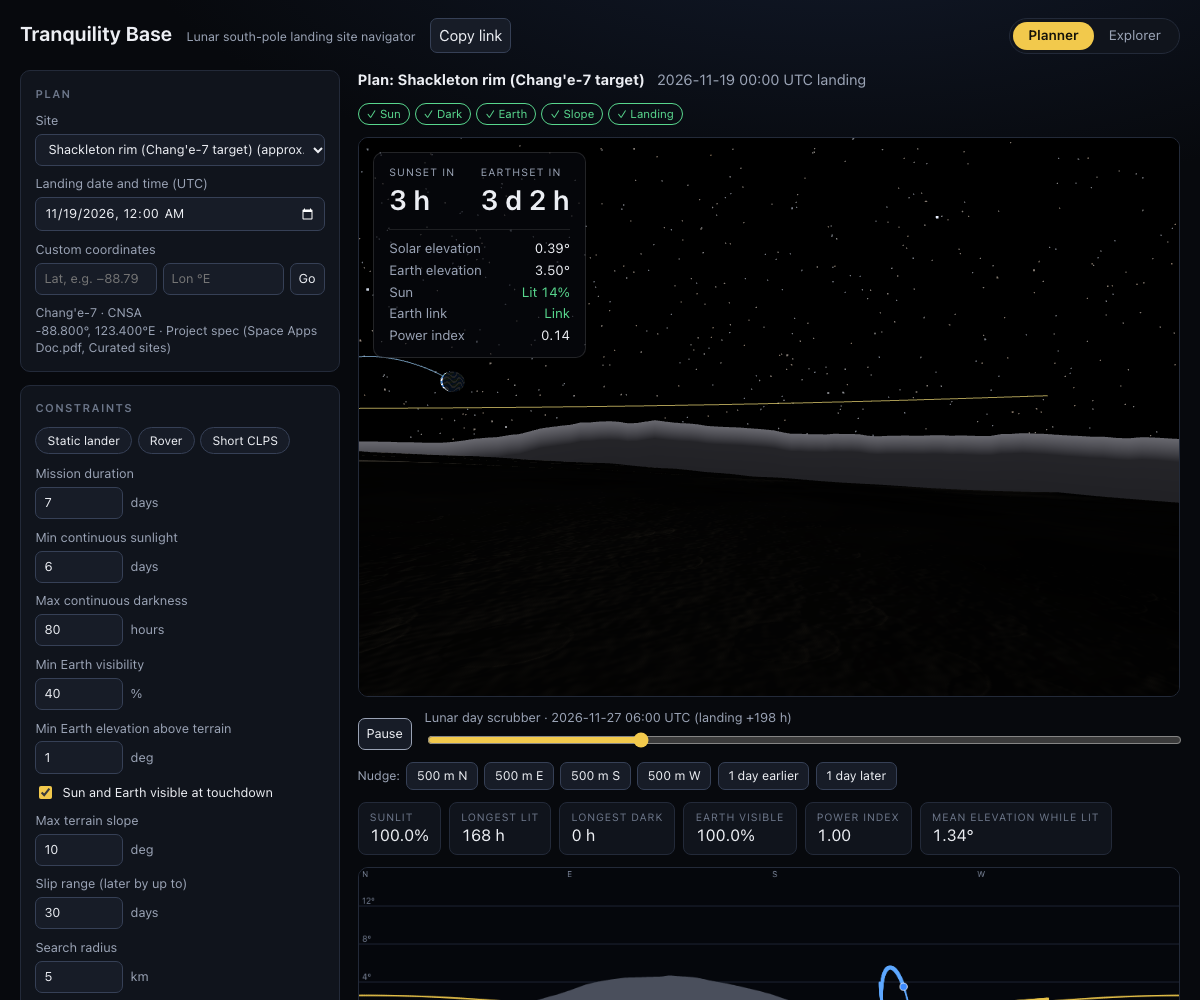 Tranquility Base Lunar south-pole landing site navigator Copy link Planner Explorer
PLAN
Site
Shackleton rim (Chang'e-7 target) (approx.
Landing date and time (UTC)
11/19/2026, 12:00 AM
Custom coordinates
Lat, e.g. −88.79 Lon °E Go
Chang'e-7 · CNSA
-88.800°, 123.400°E · Project spec (Space Apps
Doc.pdf, Curated sites)
CONSTRAINTS
Static lander Rover Short CLPS
Mission duration
7 days
Min continuous sunlight
6 days
Max continuous darkness
80 hours
Min Earth visibility
40 %
Min Earth elevation above terrain
1 deg
Sun and Earth visible at touchdown
Max terrain slope
10 deg
Slip range (later by up to)
30 days
Search radius
5 km
Plan: Shackleton rim (Chang'e-7 target) 2026-11-19 00:00 UTC landing
✓ Sun ✓ Dark ✓ Earth ✓ Slope ✓ Landing
SUNSET IN EARTHSET IN
3 h 3 d 2 h
Solar elevation 0.39°
Earth elevation 3.50°
Sun Lit 14%
Earth link Link
Power index 0.14
Pause Lunar day scrubber · 2026-11-27 06:00 UTC (landing +198 h)
Nudge: 500 m N 500 m E 500 m S 500 m W 1 day earlier 1 day later
SUNLIT LONGEST LIT LONGEST DARK EARTH VISIBLE POWER INDEX MEAN ELEVATION WHILE LIT
100.0% 168 h 0 h 100.0% 1.00 1.34°
N E S W
12°
8°
4°